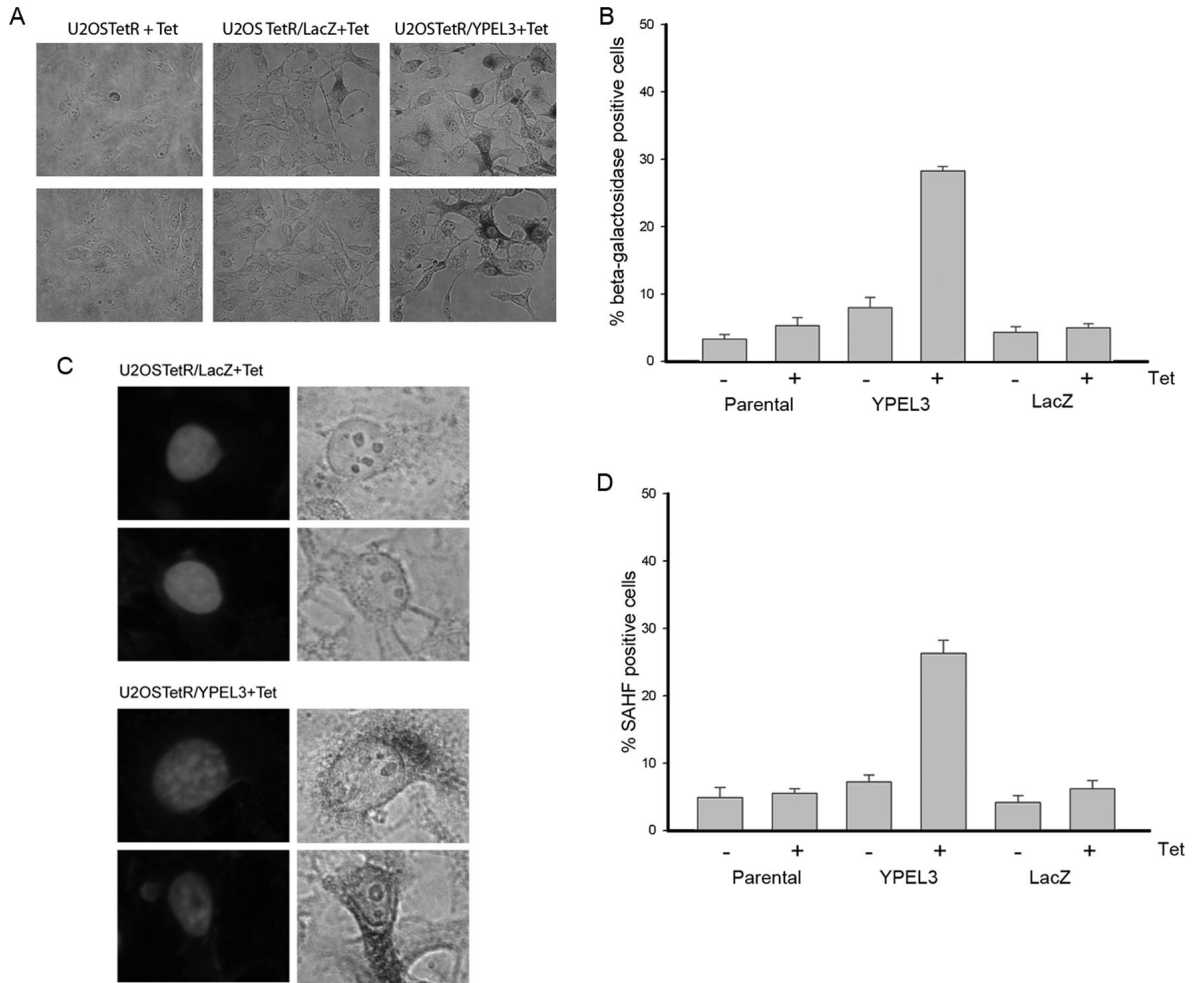 A
U2OSTetR + Tet
U2OS TetR/LacZ+Tet
U2OSTetR/YPEL3+Tet
B
% beta-galactosidase positive cells
50
40
30
20
10
0
- + - + - + Tet
Parental YPEL3 LacZ
C
U2OSTetR/LacZ+Tet
U2OSTetR/YPEL3+Tet
D
% SAHF positive cells
50
40
30
20
10
0
- + - + - + Tet
Parental YPEL3 LacZ